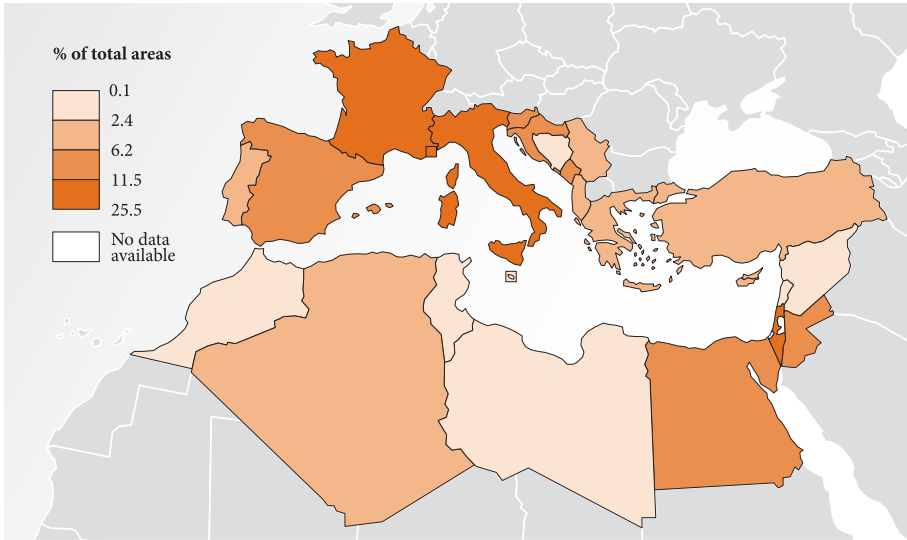 % of total areas
0.1
2.4
6.2
11.5
25.5
No data
available